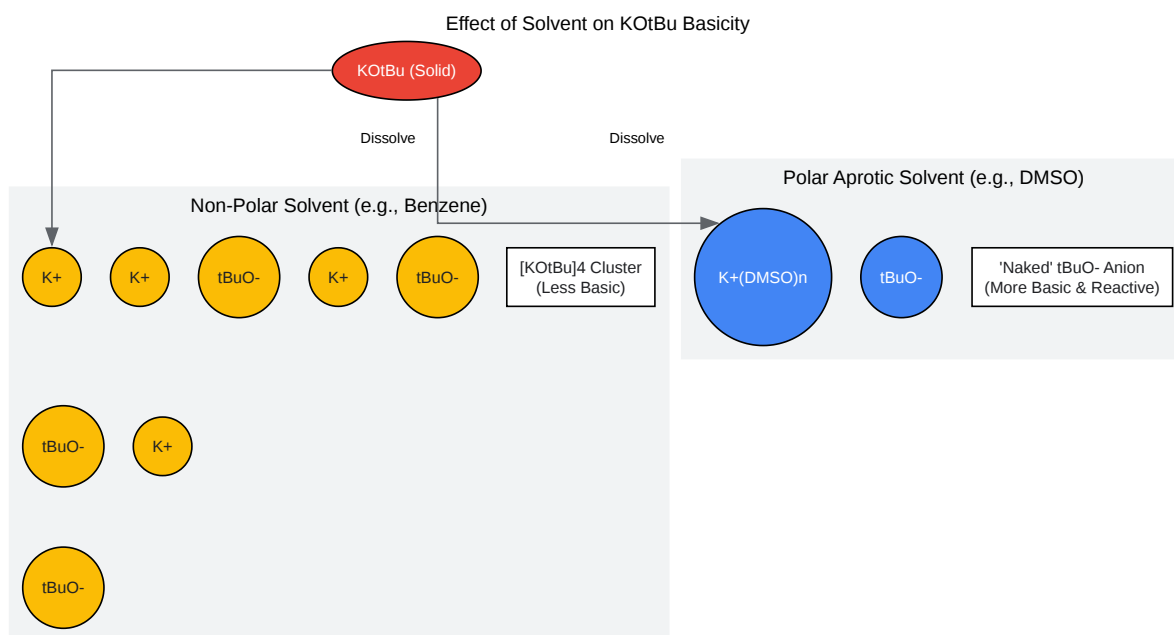 Effect of Solvent on KOtBu Basicity
KOtBu (Solid)
Dissolve
Dissolve
Non-Polar Solvent (e.g., Benzene)
K+
K+
tBuO-
K+
tBuO-
[KOtBu]4 Cluster
(Less Basic)
tBuO-
K+
tBuO-
Polar Aprotic Solvent (e.g., DMSO)
K+(DMSO)n
tBuO-
'Naked' tBuO- Anion
(More Basic & Reactive)